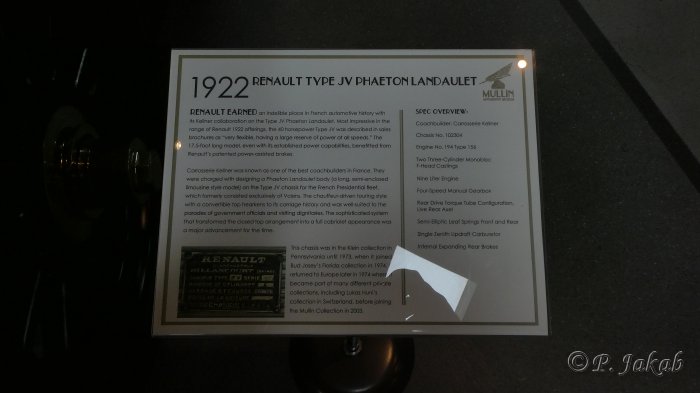 1922 RENAULT TYPE JV PHAETON LANDAULET
MULLIN
AUTOMOTIVE MUSEUM
RENAULT EARNED an indelible place in French automotive history with
its Kellner collaboration on the Type JV Phaeton Landaulet. Most impressive in the
range of Renault 1922 offerings, the 60 horsepower Type JV was described in sales
brochures as "very flexible, having a large reserve of power at all speeds." The
17.5-foot long model, even with its established power capabilities, benefitted from
Renault's patented power-assisted brakes.
Carrosserie Kellner was known as one of the best coachbuilders in France. They
were charged with designing a Phaeton Landaulet body (a long, semi-enclosed
limousine style model) on the Type JV chassis for the French Presidential fleet,
which formerly consisted exclusively of Voisins. The chauffeur-driven touring style
with a convertible top hearkens to its carriage history and was well-suited to the
parades of government officials and visiting dignitaries. The sophisticated system
that transformed the closed top arrangement into a full cabriolet appearance was
a major advancement for the time.
This chassis was in the Klein collection in
Pennsylvania until 1973, when it joined
Bud Josey's Florida collection in 1974,
returned to Europe later in 1974 where
became part of many different private
collections, including Lukas Huni's
collection in Switzerland, before joining
the Mullin Collection in 2003.
RENAULT
BILLANCOURT
SPEC OVERVIEW:
Coachbuilder: Carrosserie Kellner
Chassis No. 102304
Engine No. 194 Type 156
Two Three-Cylinder Monobloc
F-Head Castings
Nine Liter Engine
Four-Speed Manual Gearbox
Rear Drive Torque Tube Configuration,
Live Rear Axel
Semi-Elliptic Leaf Springs Front and Rear
Single Zenith Updraft Carburetor
Internal Expanding Rear Brakes
©P. Jakab